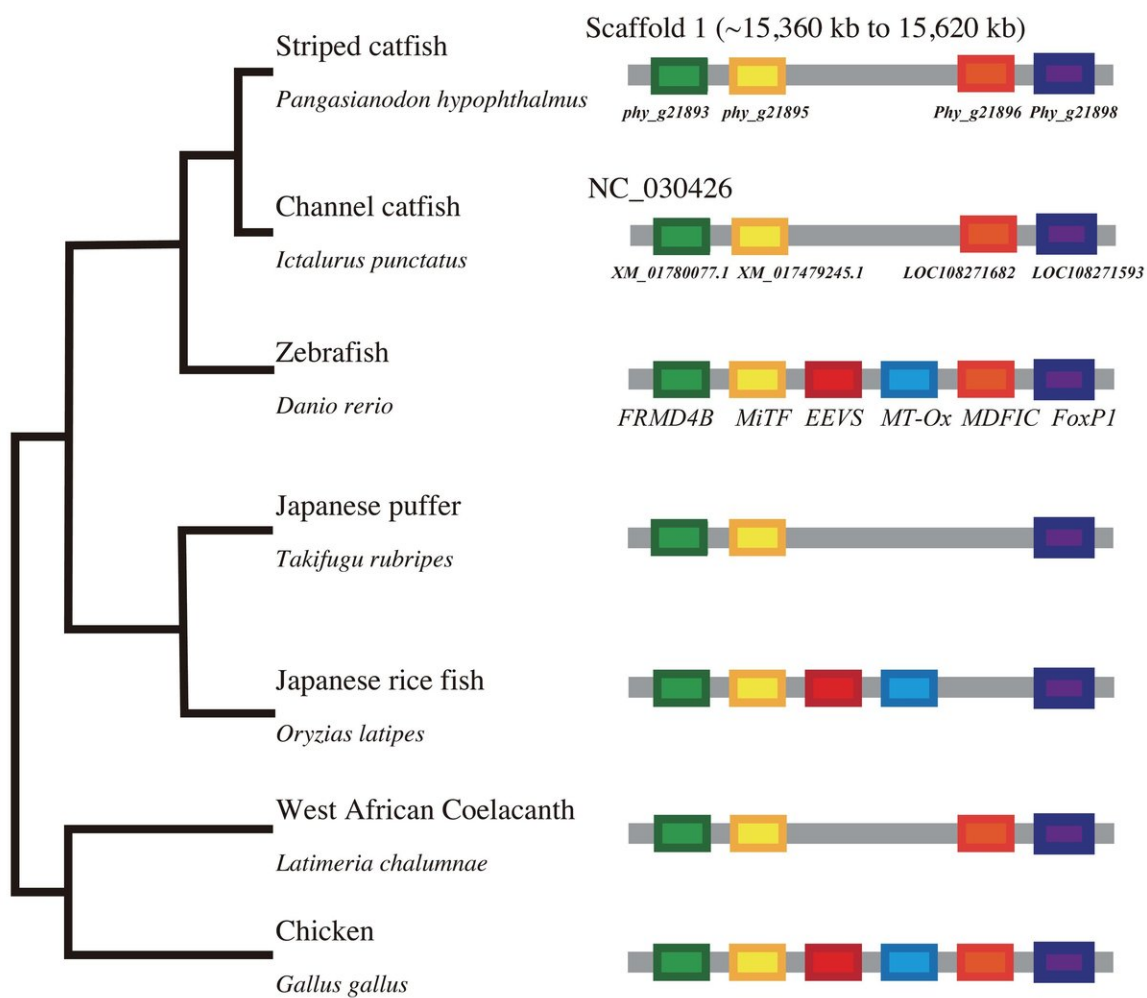 Striped catfish
Pangasianodon hypophthalmus
Scaffold 1 (~15,360 kb to 15,620 kb)
phy_g21893 phy_g21895 Phy_g21896 Phy_g21898
Channel catfish
Ictalurus punctatus
NC_030426
XM_01780077.1 XM_017479245.1 LOC108271682 LOC108271593
Zebrafish
Danio rerio
FRMD4B MiTF EEVS MT-Ox MDFIC FoxP1
Japanese puffer
Takifugu rubripes
Japanese rice fish
Oryzias latipes
West African Coelacanth
Latimeria chalumnae
Chicken
Gallus gallus